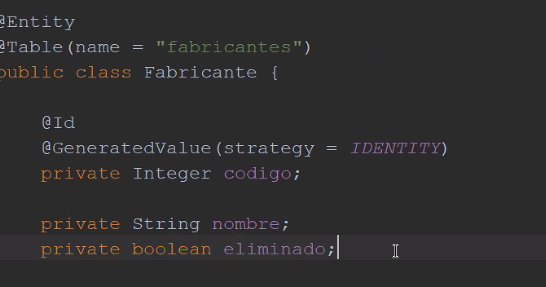 @Entity
@Table(name = "fabricantes")
public class Fabricante {
@Id
@GeneratedValue(strategy = IDENTITY)
private Integer codigo;
private String nombre;
private boolean eliminado;